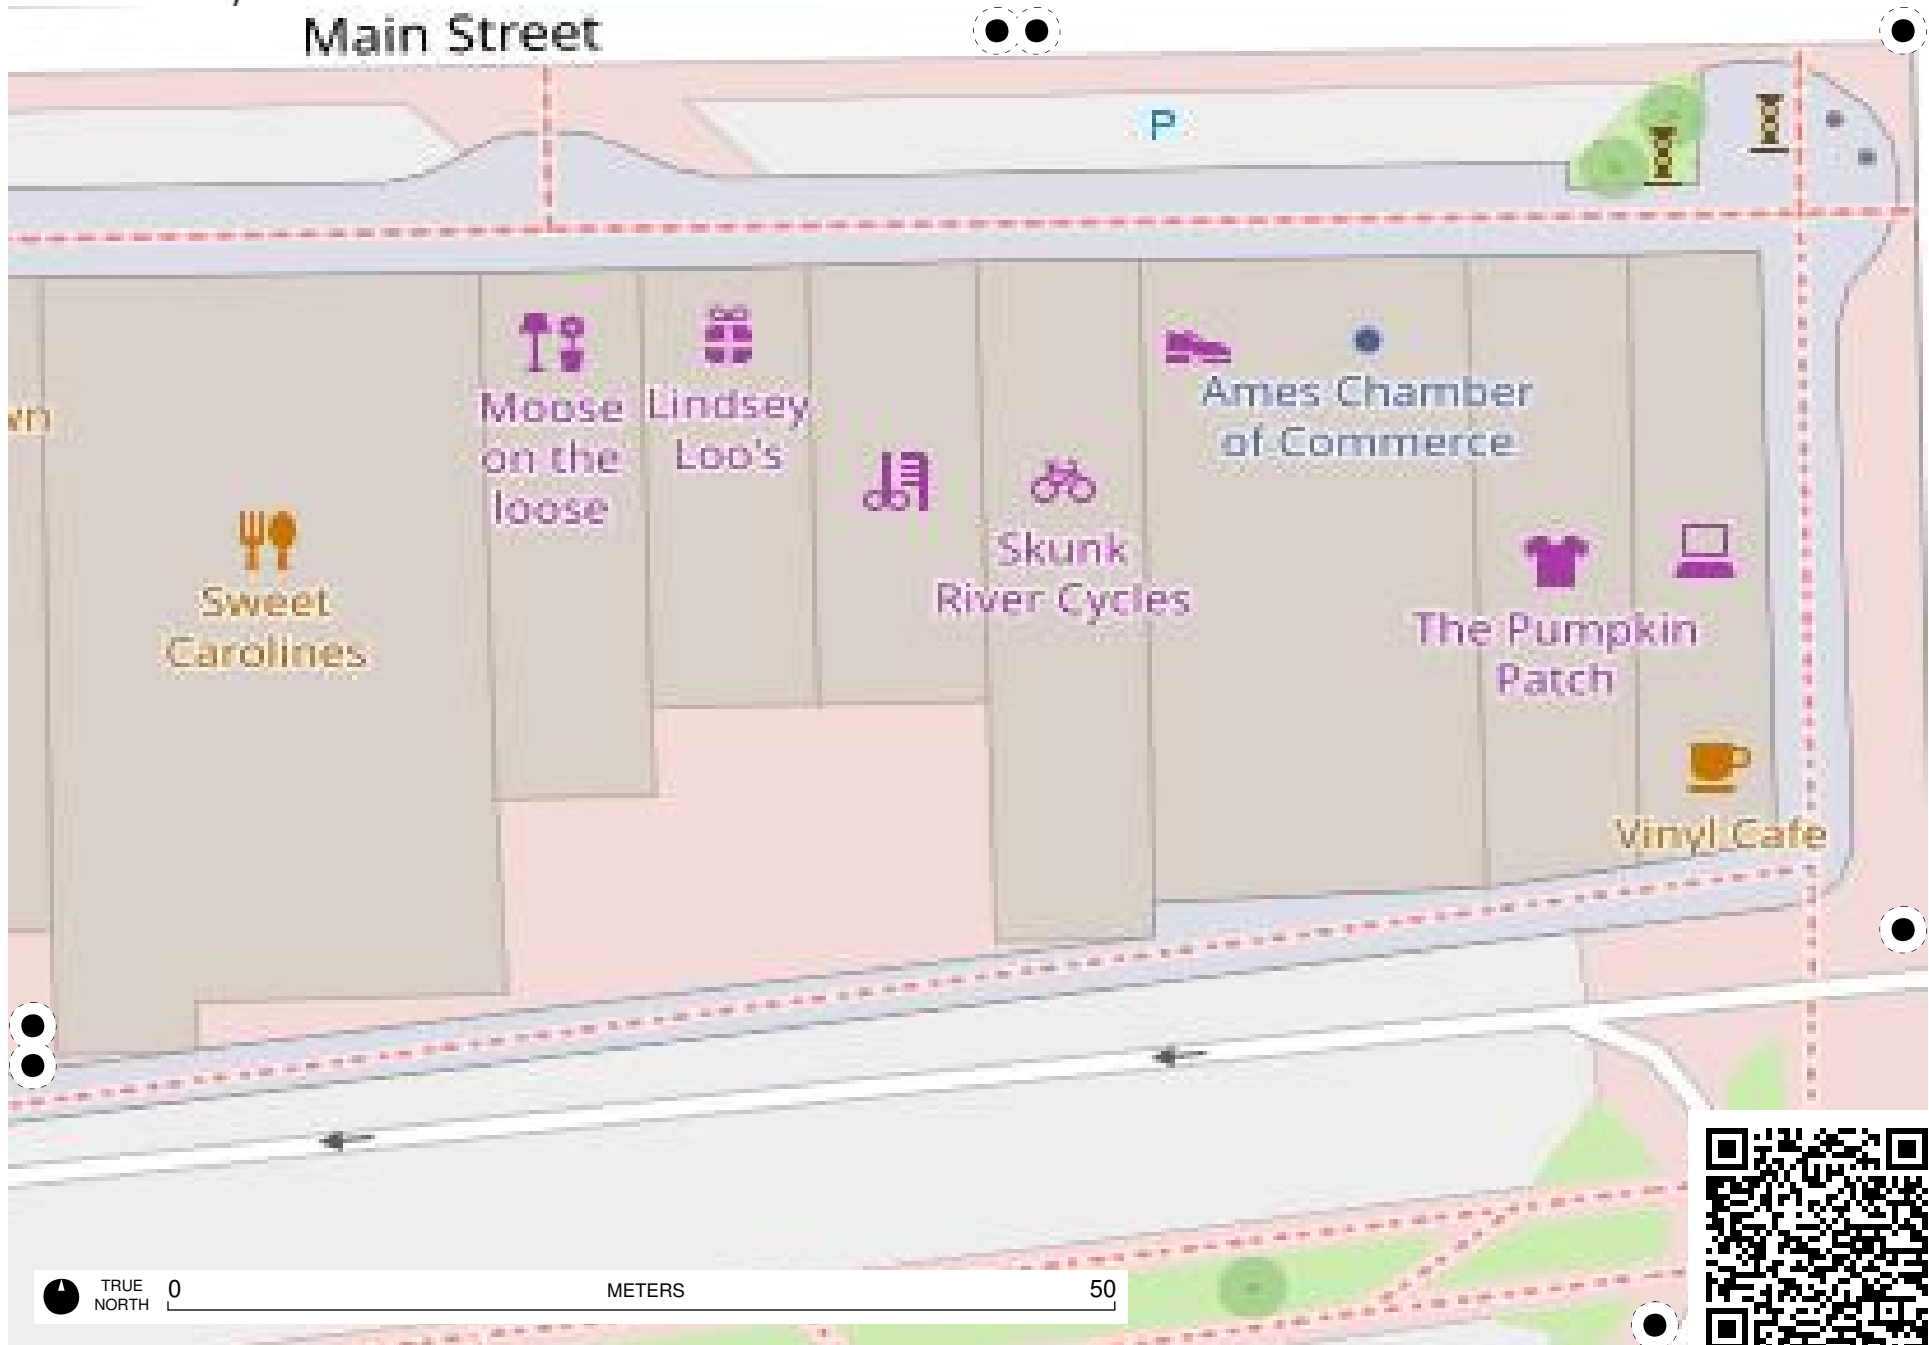 Main Street
P
wn
Moose
on the
loose
Lindsey
Loo's
Ames Chamber
of Commerce
Sweet
Carolines
Skunk
River Cycles
The Pumpkin
Patch
Vinyl Cafe
TRUE
NORTH
0
METERS
50